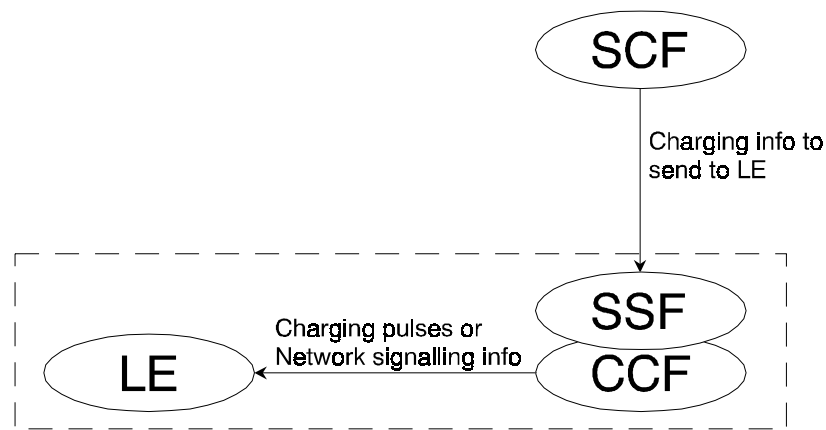 SCF
Charging info to
send to LE
SSF
Charging pulses or
Network signalling info
LE
CCF